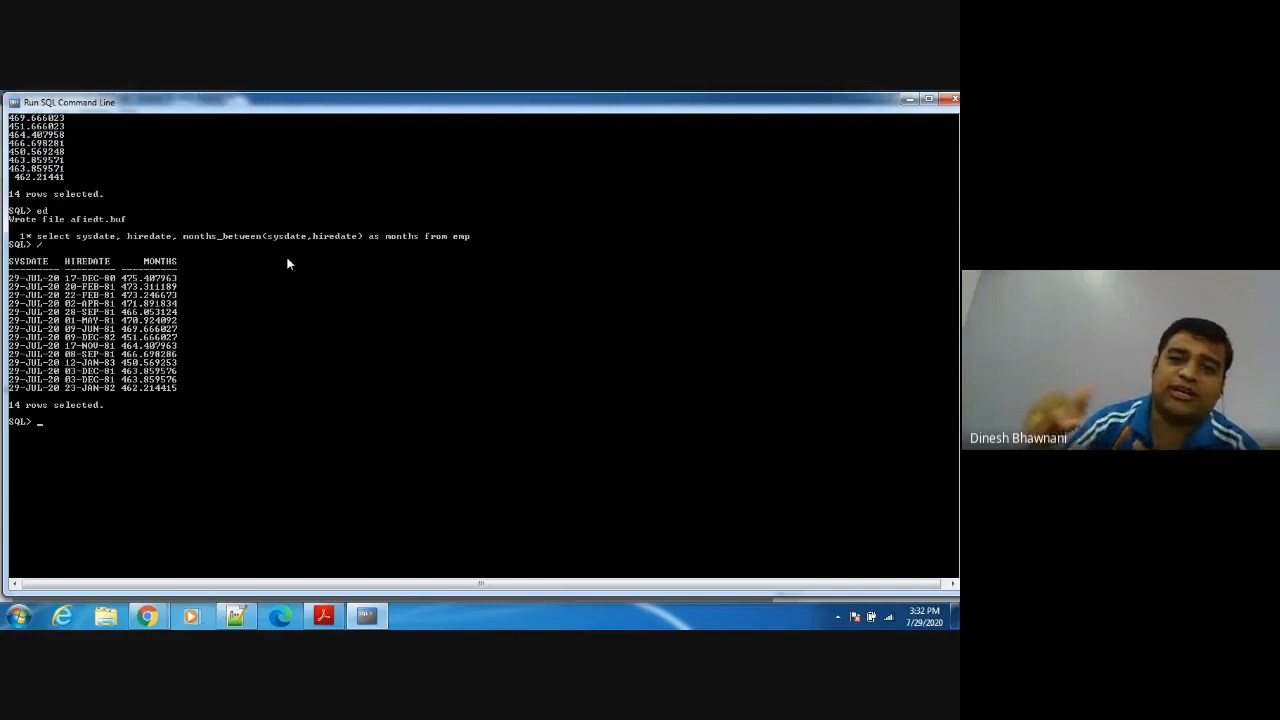 Run SQL Command Line
469.666023
451.666023
464.407958
466.698281
450.569248
463.859571
463.859571
462.21441
14 rows selected.
SQL> ed
Wrote file afiedt.buf
1* select sysdate, hiredate, months_between(sysdate,hiredate) as months from emp
SQL> /
SYSDATE HIREDATE MONTHS
--------- --------- ----------
29-JUL-20 17-DEC-80 475.407963
29-JUL-20 20-FEB-81 473.311189
29-JUL-20 22-FEB-81 473.246673
29-JUL-20 02-APR-81 471.891834
29-JUL-20 28-SEP-81 466.053124
29-JUL-20 01-MAY-81 470.924092
29-JUL-20 09-JUN-81 469.666027
29-JUL-20 09-DEC-82 451.666027
29-JUL-20 17-NOV-81 464.407963
29-JUL-20 08-SEP-81 466.698286
29-JUL-20 12-JAN-83 450.569253
29-JUL-20 03-DEC-81 463.859576
29-JUL-20 03-DEC-81 463.859576
29-JUL-20 23-JAN-82 462.214415
14 rows selected.
SQL> _
Dinesh Bhawnani
3:32 PM
7/29/2020